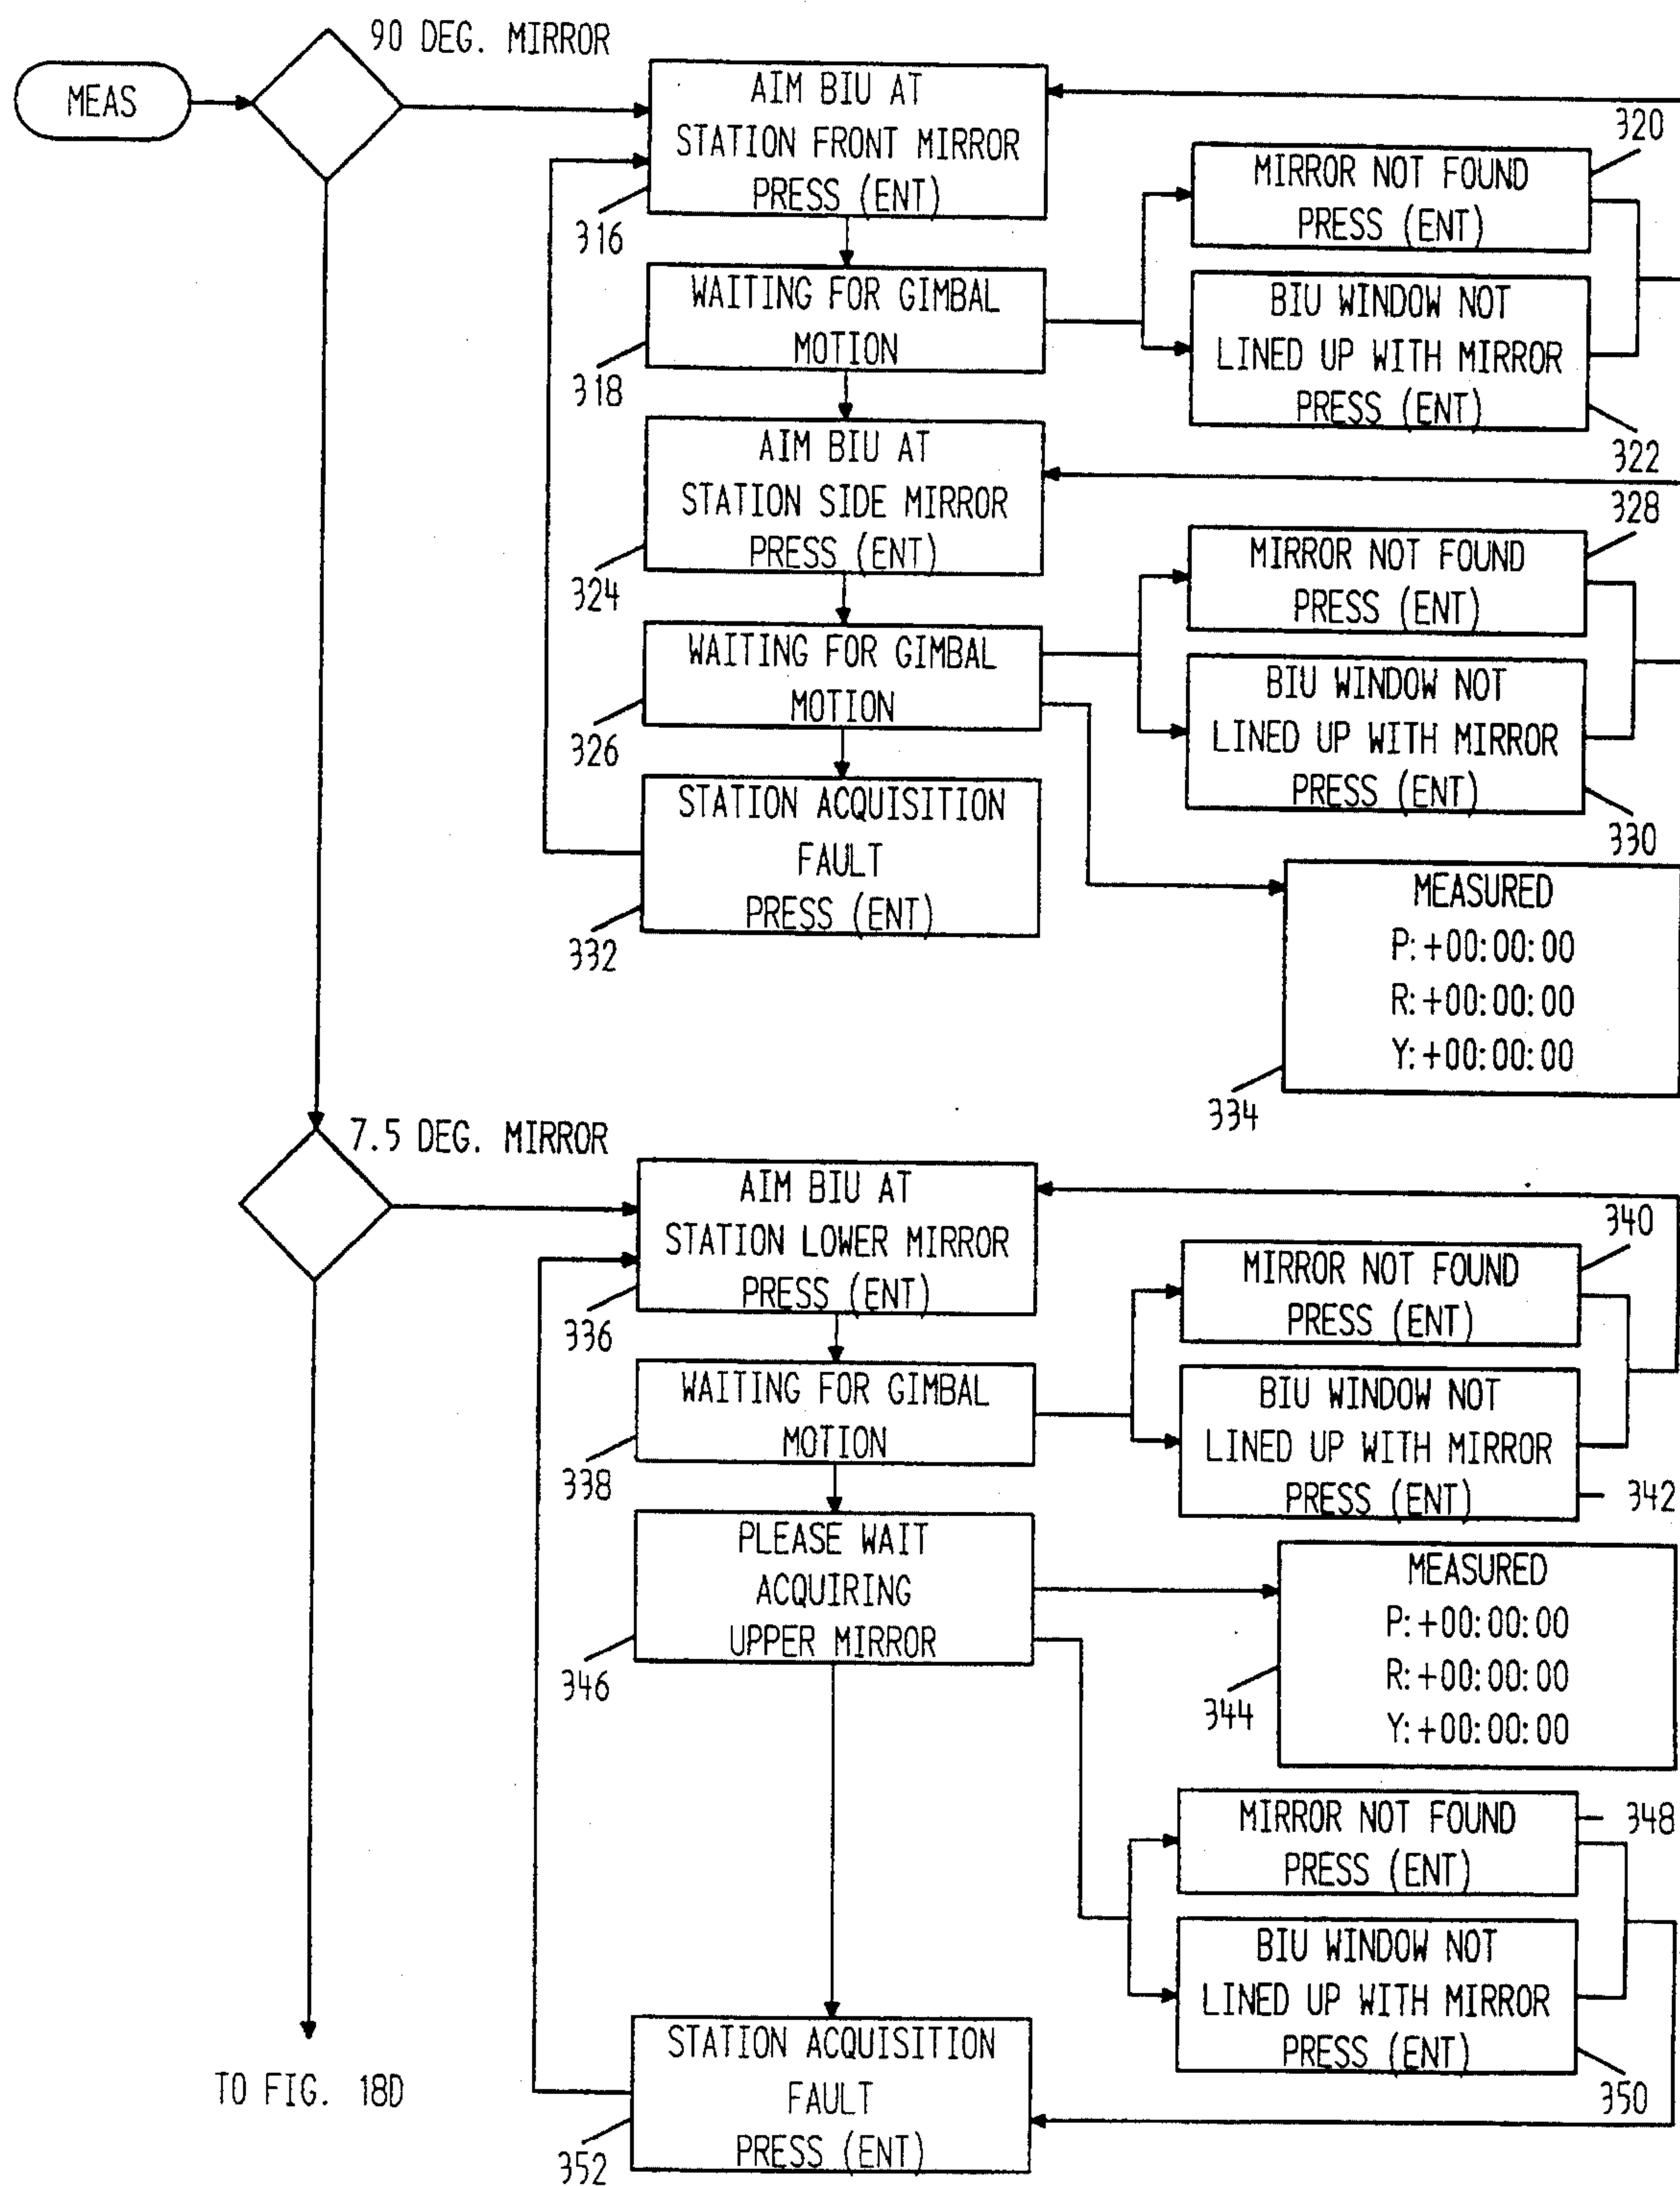 90 DEG. MIRROR
MEAS
AIM BIU AT
STATION FRONT MIRROR
PRESS (ENT)
316
320
MIRROR NOT FOUND
PRESS (ENT)
WAITING FOR GIMBAL
MOTION
318
BIU WINDOW NOT
LINED UP WITH MIRROR
PRESS (ENT)
322
AIM BIU AT
STATION SIDE MIRROR
PRESS (ENT)
324
328
MIRROR NOT FOUND
PRESS (ENT)
WAITING FOR GIMBAL
MOTION
326
BIU WINDOW NOT
LINED UP WITH MIRROR
PRESS (ENT)
330
STATION ACQUISITION
FAULT
PRESS (ENT)
332
MEASURED
P:+00:00:00
R:+00:00:00
Y:+00:00:00
334
7.5 DEG. MIRROR
AIM BIU AT
STATION LOWER MIRROR
PRESS (ENT)
336
340
MIRROR NOT FOUND
PRESS (ENT)
WAITING FOR GIMBAL
MOTION
338
BIU WINDOW NOT
LINED UP WITH MIRROR
PRESS (ENT)
342
PLEASE WAIT
ACQUIRING
UPPER MIRROR
346
MEASURED
P:+00:00:00
R:+00:00:00
Y:+00:00:00
344
MIRROR NOT FOUND
PRESS (ENT)
348
BIU WINDOW NOT
LINED UP WITH MIRROR
PRESS (ENT)
350
STATION ACQUISITION
FAULT
PRESS (ENT)
352
TO FIG. 18D